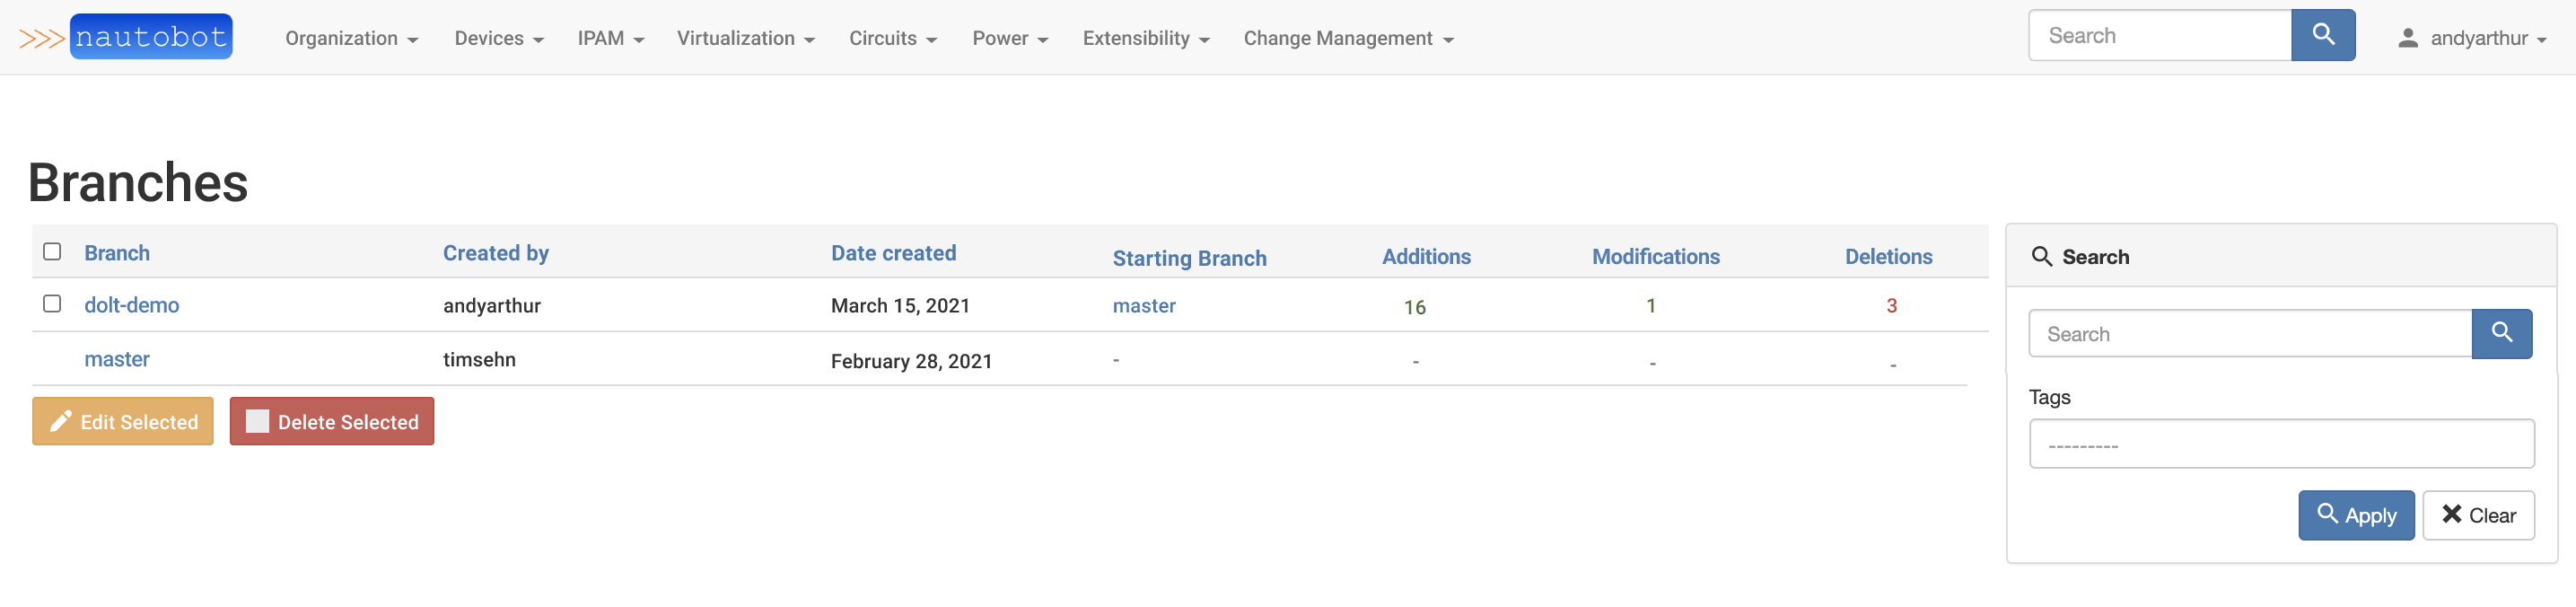 >>> nautobot Organization Devices IPAM Virtualization Circuits Power Extensibility Change Management Search andyarthur
Branches
Branch Created by Date created Starting Branch Additions Modifications Deletions
dolt-demo andyarthur March 15, 2021 master 16 1 3
master timsehn February 28, 2021 - - - -
Edit Selected Delete Selected
Search
Search
Tags
---------
Apply Clear